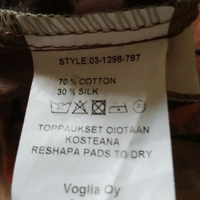 STYLE:03-1298-787
70 % COTTON
30 % SILK
TOPPAUKSET OIOTAAN
KOSTEANA
RESHAPA PADS TO DRY
Voglia Oy